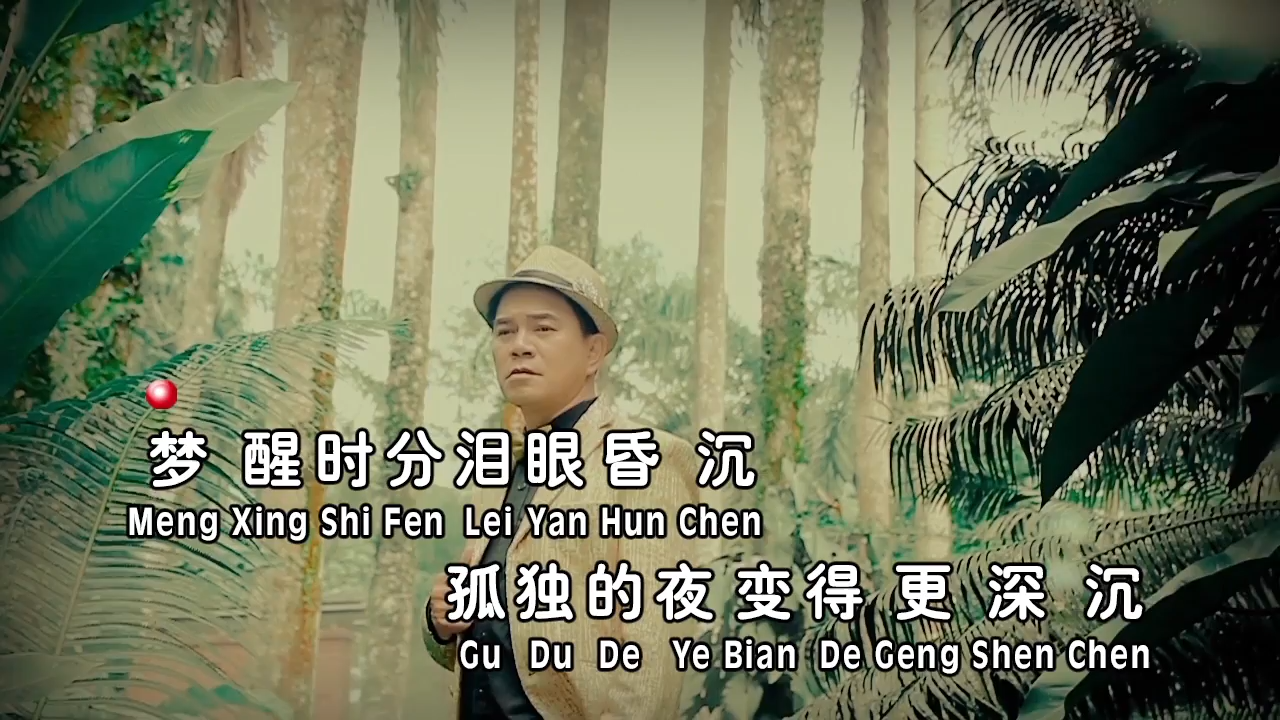 梦 醒时分泪眼昏 沉
Meng Xing Shi Fen Lei Yan Hun Chen
孤独的夜变得 更 深 沉
Gu Du De Ye Bian De Geng Shen Chen